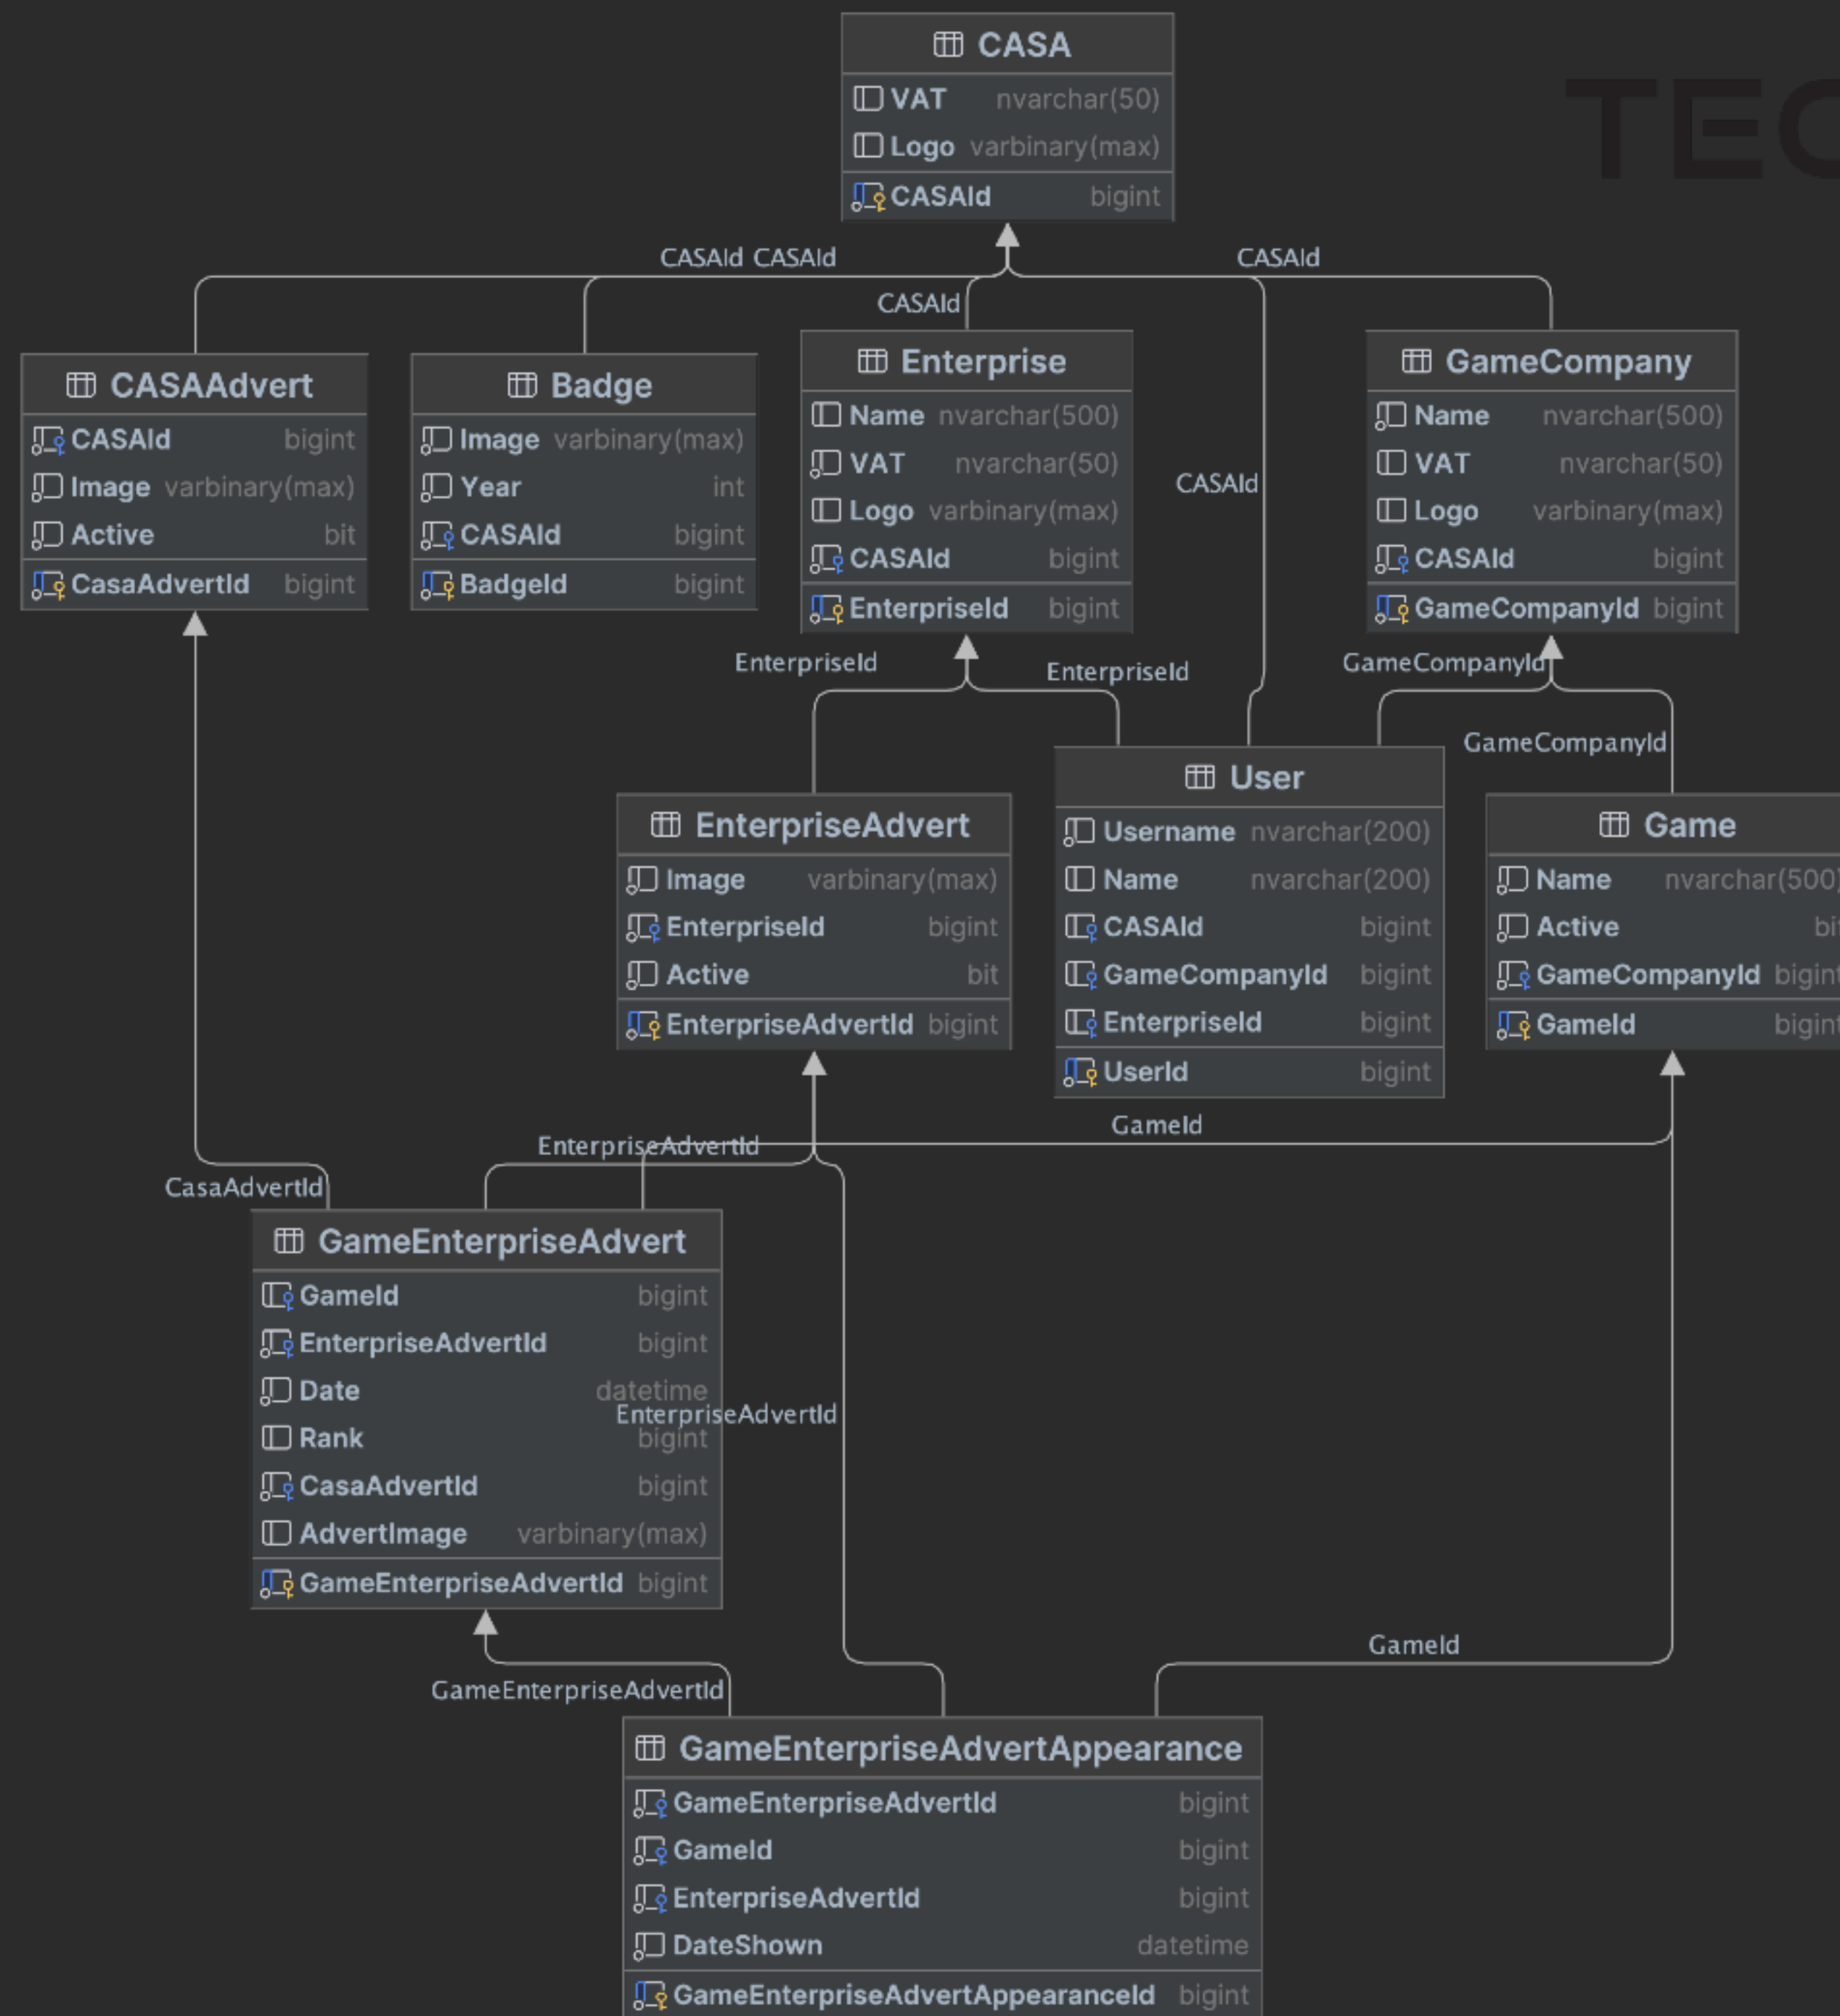 CASA
VAT nvarchar(50)
Logo varbinary(max)
CASAId bigint
TEC
CASAId CASAId
CASAId
CASAId
CASAId
CASAAdvert
CASAId bigint
Image varbinary(max)
Active bit
CasaAdvertId bigint
Badge
Image varbinary(max)
Year int
CASAId bigint
BadgeId bigint
Enterprise
Name nvarchar(500)
VAT nvarchar(50)
Logo varbinary(max)
CASAId bigint
EnterpriseId bigint
GameCompany
Name nvarchar(500)
VAT nvarchar(50)
Logo varbinary(max)
CASAId bigint
GameCompanyId bigint
EnterpriseId
EnterpriseId
GameCompanyId
GameCompanyId
EnterpriseAdvert
Image varbinary(max)
EnterpriseId bigint
Active bit
EnterpriseAdvertId bigint
User
Username nvarchar(200)
Name nvarchar(200)
CASAId bigint
GameCompanyId bigint
EnterpriseId bigint
UserId bigint
Game
Name nvarchar(500)
Active bit
GameCompanyId bigint
GameId bigint
GameId
EnterpriseAdvertId
CasaAdvertId
GameEnterpriseAdvert
GameId bigint
EnterpriseAdvertId bigint
Date datetime
Rank bigint
CasaAdvertId bigint
AdvertImage varbinary(max)
GameEnterpriseAdvertId bigint
EnterpriseAdvertId
GameId
GameEnterpriseAdvertId
GameEnterpriseAdvertAppearance
GameEnterpriseAdvertId bigint
GameId bigint
EnterpriseAdvertId bigint
DateShown datetime
GameEnterpriseAdvertAppearanceId bigint